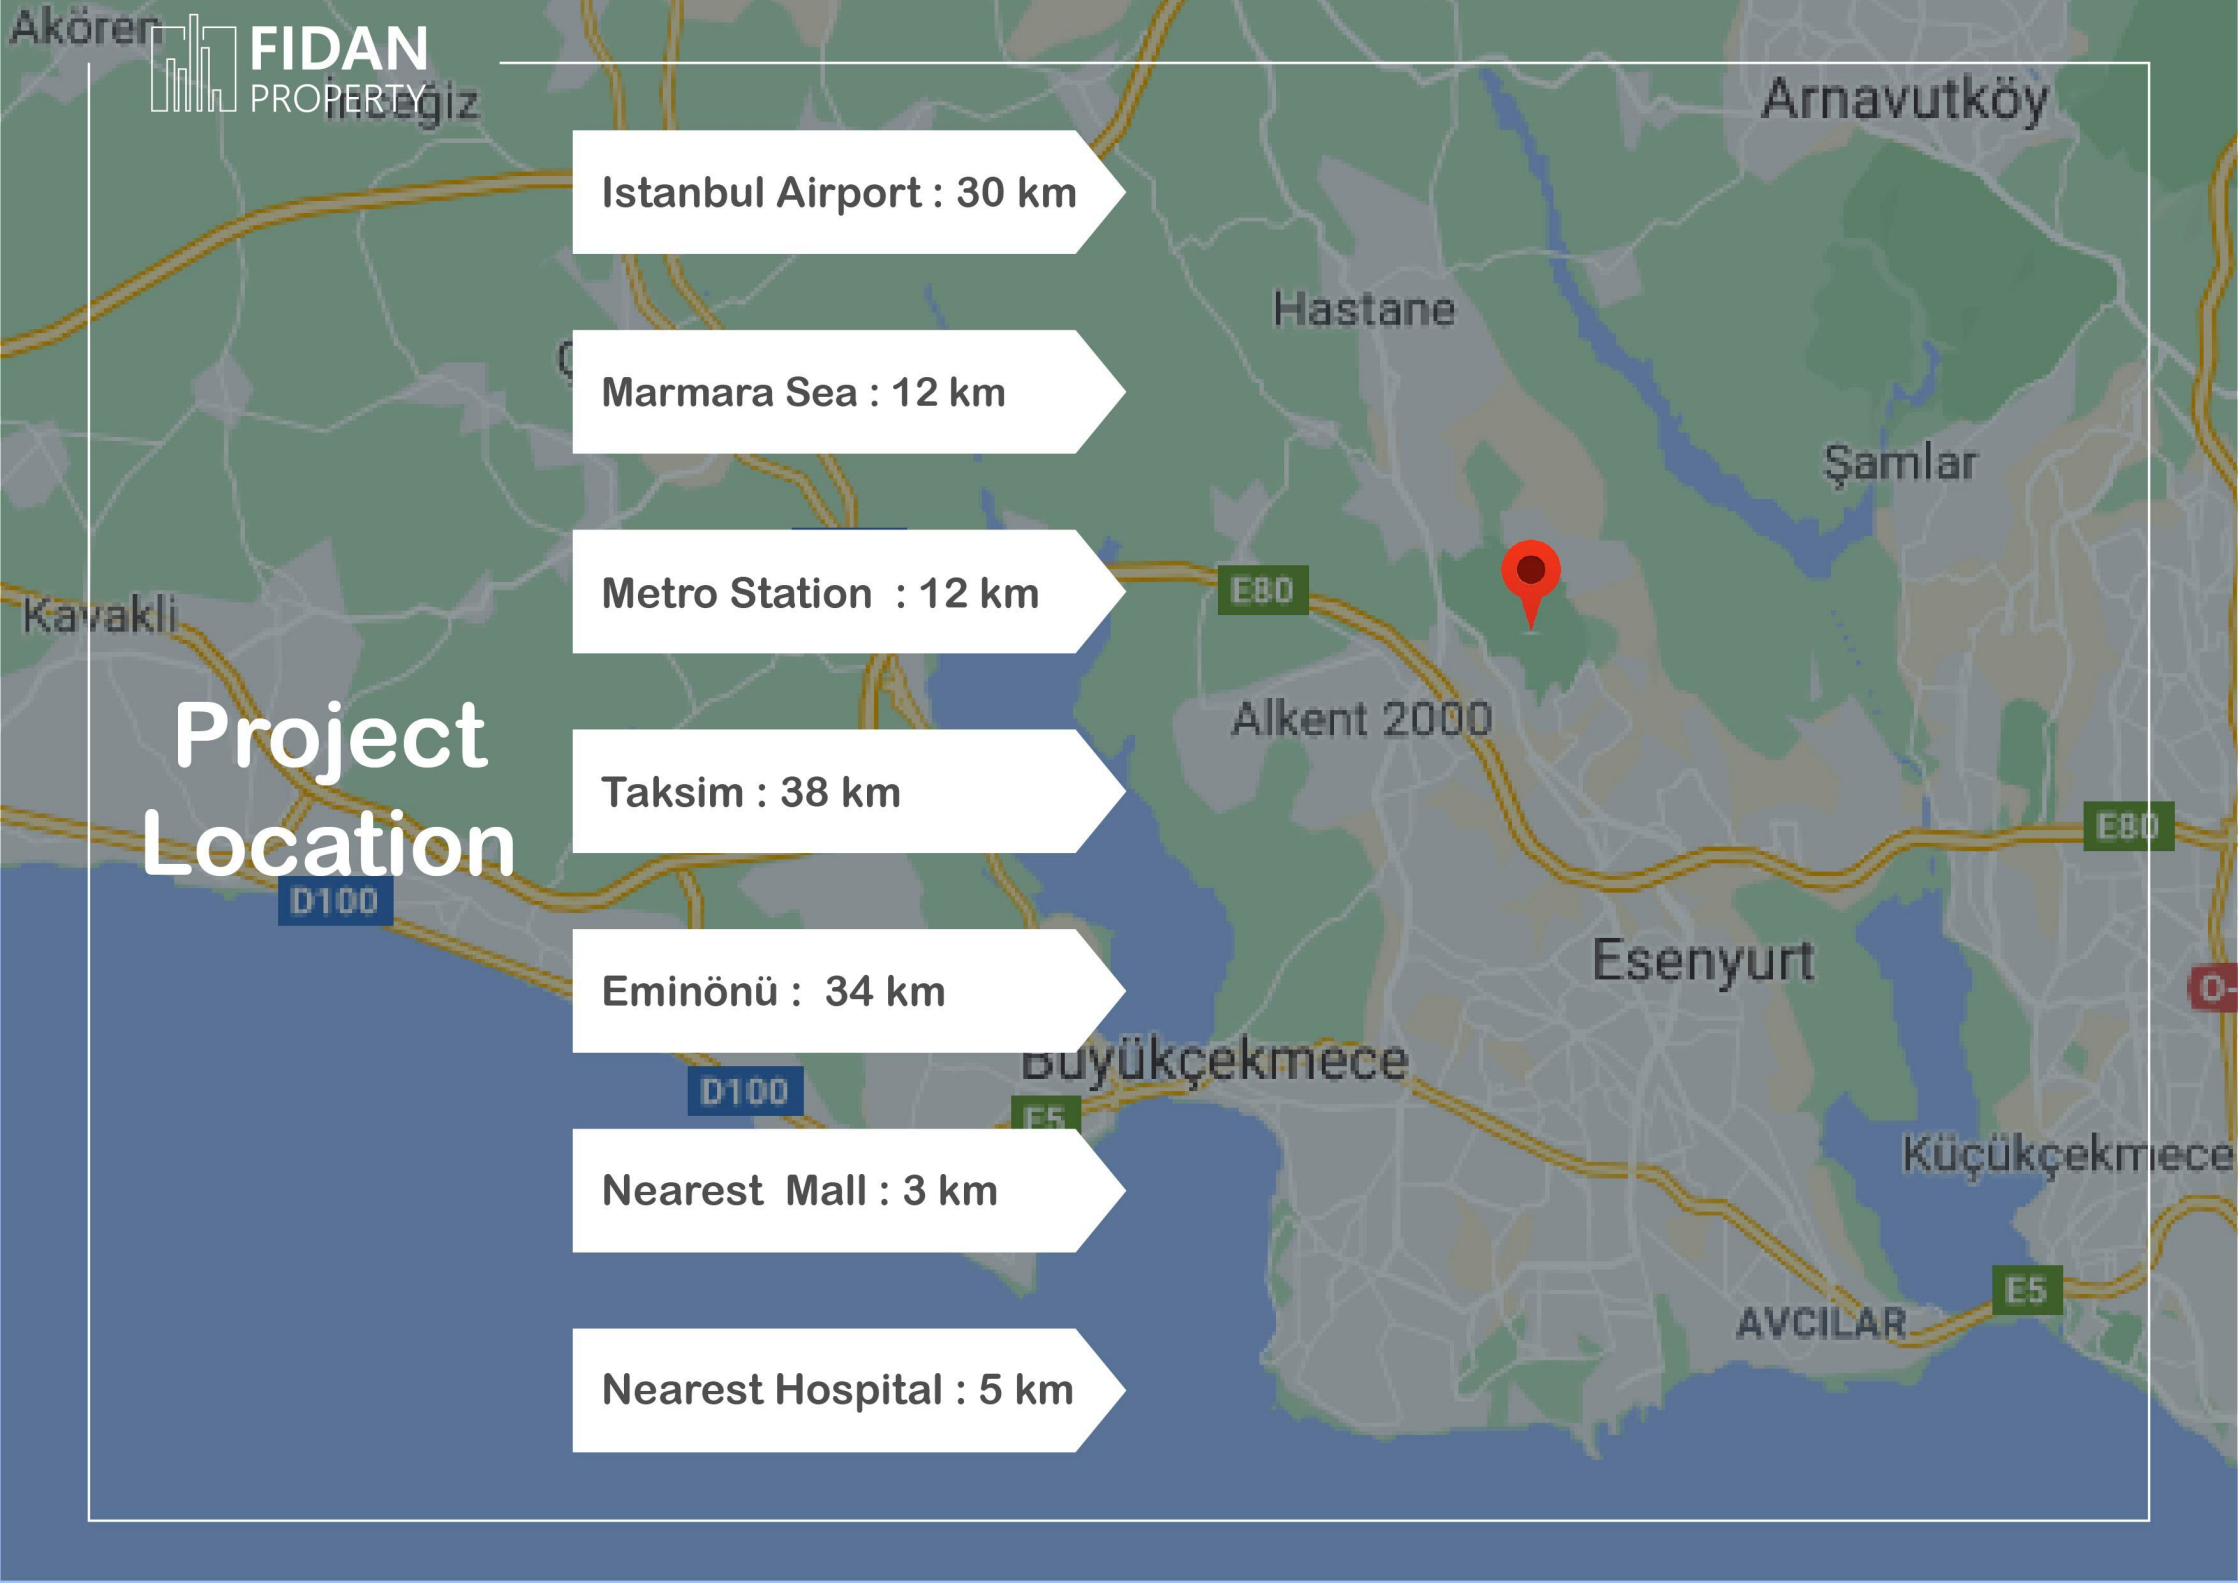 Akören
FIDAN
PROPERTY
İnceğiz
Arnavutköy
Istanbul Airport : 30 km
Hastane
Marmara Sea : 12 km
Şamlar
Metro Station : 12 km
E80
Kavakli
Project
Location
Alkent 2000
Taksim : 38 km
E80
D100
Esenyurt
Eminönü : 34 km
O-
Büyükçekmece
D100
E5
Küçükçekmece
Nearest Mall : 3 km
E5
AVCILAR
Nearest Hospital : 5 km